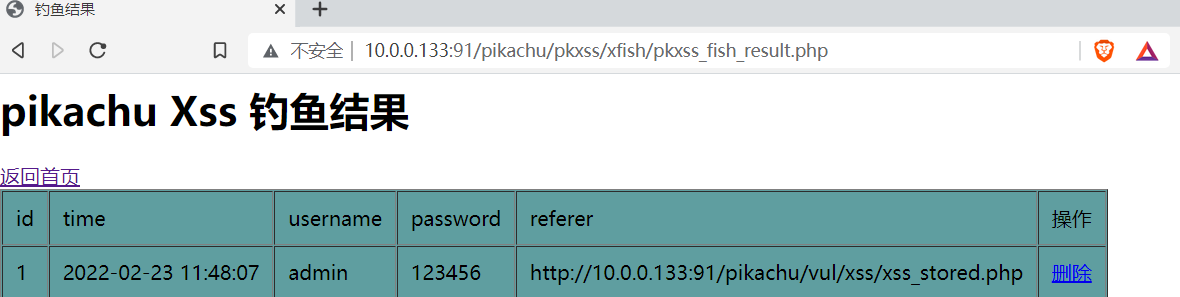 钓鱼结果
不安全 10.0.0.133:91/pikachu/pkxss/xfish/pkxss_fish_result.php
pikachu Xss 钓鱼结果
返回首页
id time username password referer 操作
1 2022-02-23 11:48:07 admin 123456 http://10.0.0.133:91/pikachu/vul/xss/xss_stored.php 删除